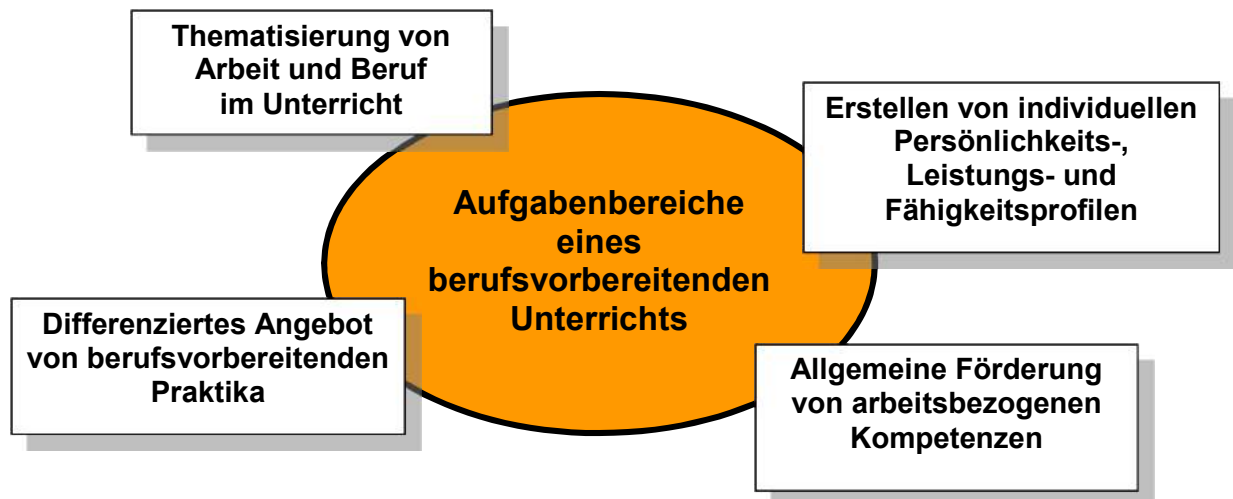 Thematisierung von
Arbeit und Beruf
im Unterricht
Erstellen von individuellen
Persönlichkeits-,
Leistungs- und
Fähigkeitsprofilen
Aufgabenbereiche
eines
berufsvorbereitenden
Unterrichts
Differenziertes Angebot
von berufsvorbereitenden
Praktika
Allgemeine Förderung
von arbeitsbezogenen
Kompetenzen